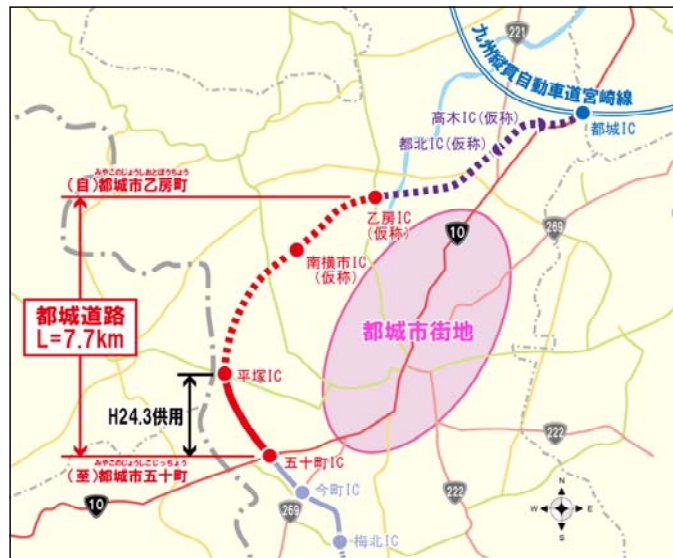 221
九州縦貫自動車道宮崎線
高木IC(仮称)
都城IC
都北IC(仮称)
みやこのじょうしおとぼうちょう
(自)都城市乙房町
乙房IC
(仮称)
10
269
南横市IC
(仮称)
都城道路
L=7.7km
都城市街地
平塚IC
H24.3供用
222
五十町IC
みやこのじょうしごじっちょう
(至)都城市五十町
今町IC
222
10
269
梅北IC
N
W
E
S